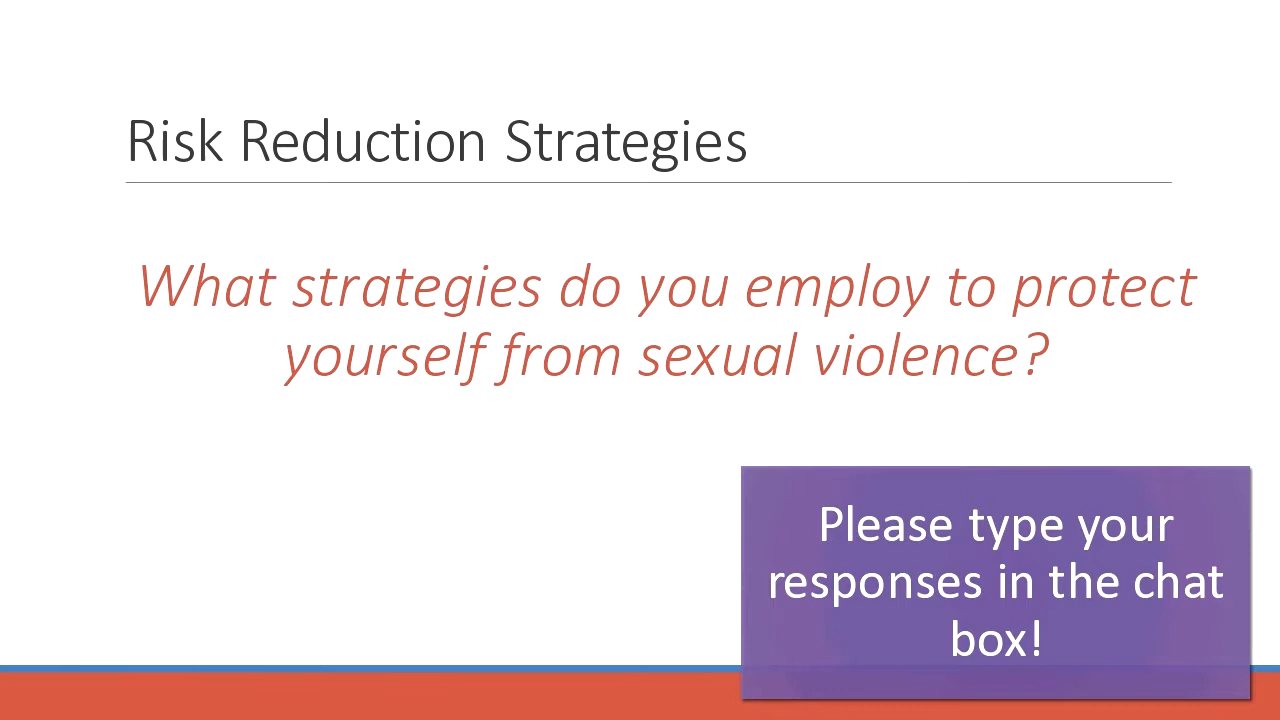 Risk Reduction Strategies
What strategies do you employ to protect
yourself from sexual violence?
Please type your
responses in the chat
box!